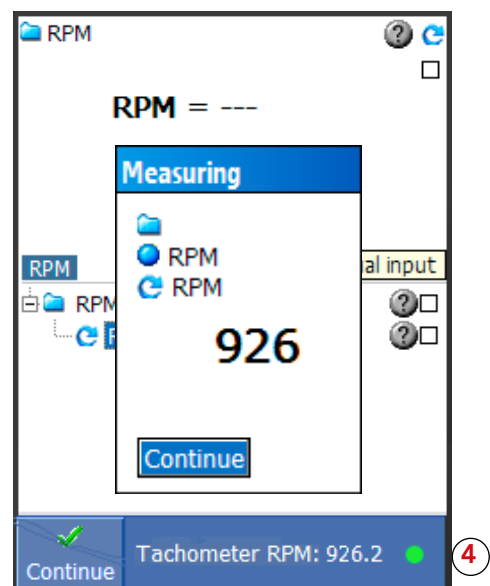 RPM
RPM = ---
Measuring
RPM
RPM
926
Continue
RPM
al input
RPM
Continue
Tachometer RPM: 926.2
4